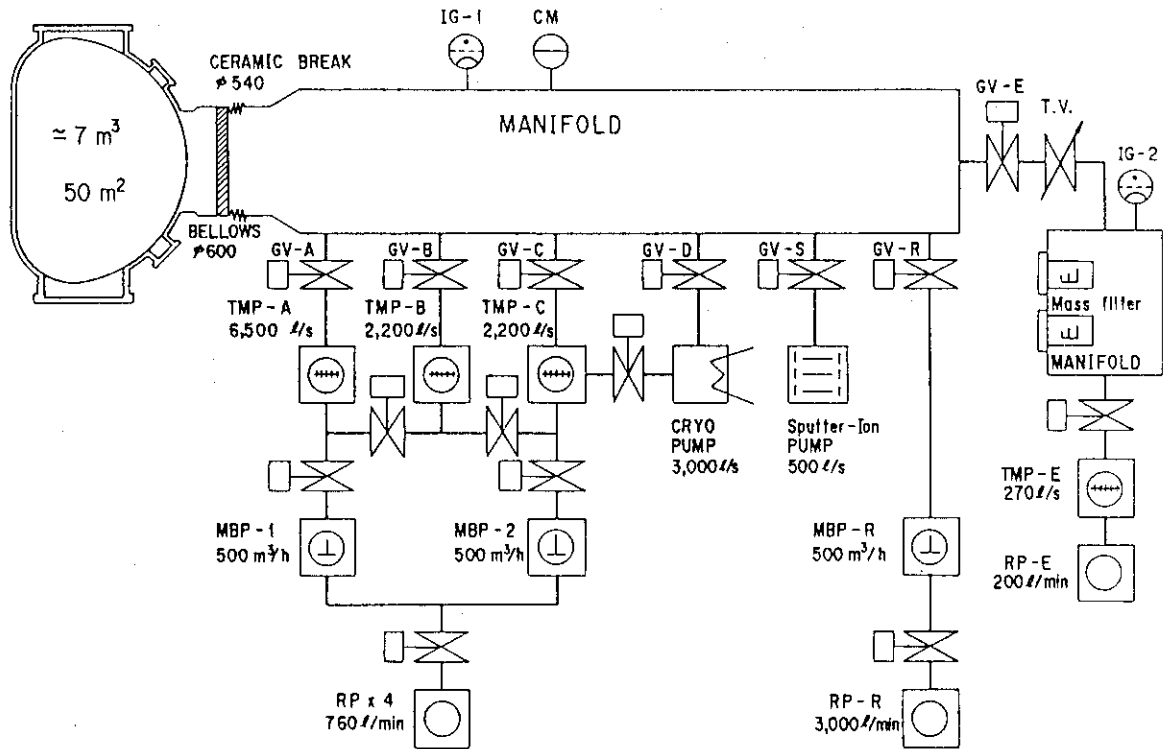 IG-1
CM
CERAMIC BREAK
ø540
GV-E
T.V.
MANIFOLD
IG-2
≃ 7 m³
50 m²
BELLOWS
ø600
GV-A
GV-B
GV-C
GV-D
GV-S
GV-R
TMP-A
6,500 ℓ/s
TMP-B
2,200 ℓ/s
TMP-C
2,200 ℓ/s
Mass filter
MANIFOLD
CRYO
PUMP
3,000 ℓ/s
Sputter-Ion
PUMP
500 ℓ/s
TMP-E
270 ℓ/s
MBP-1
500 m³/h
MBP-2
500 m³/h
MBP-R
500 m³/h
RP-E
200 ℓ/min
RP x 4
760 ℓ/min
RP-R
3,000 ℓ/min